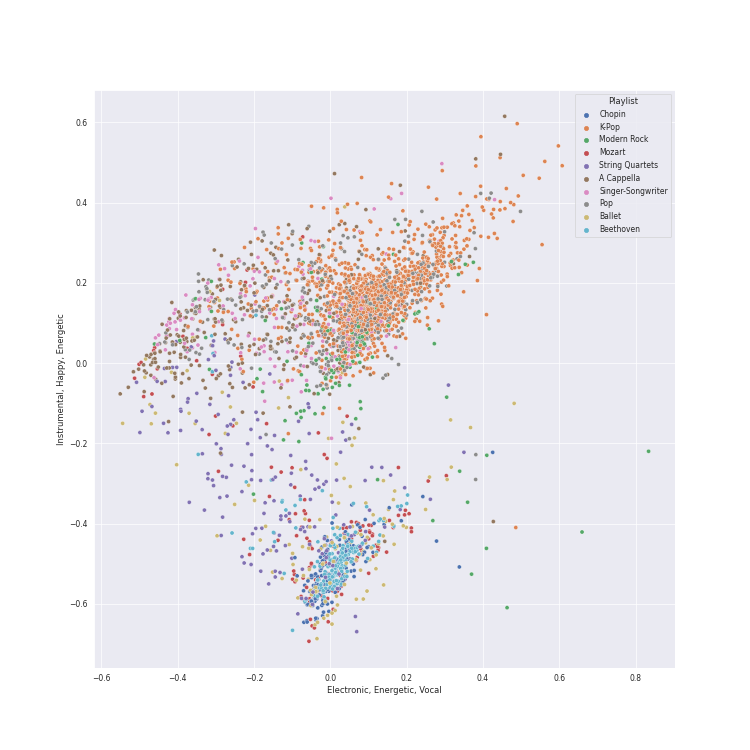 Playlist
Chopin
K-Pop
Modern Rock
Mozart
String Quartets
A Cappella
Singer-Songwriter
Pop
Ballet
Beethoven
0.6
0.4
0.2
0.0
−0.2
−0.4
−0.6
Instrumental, Happy, Energetic
−0.6 −0.4 −0.2 0.0 0.2 0.4 0.6 0.8
Electronic, Energetic, Vocal